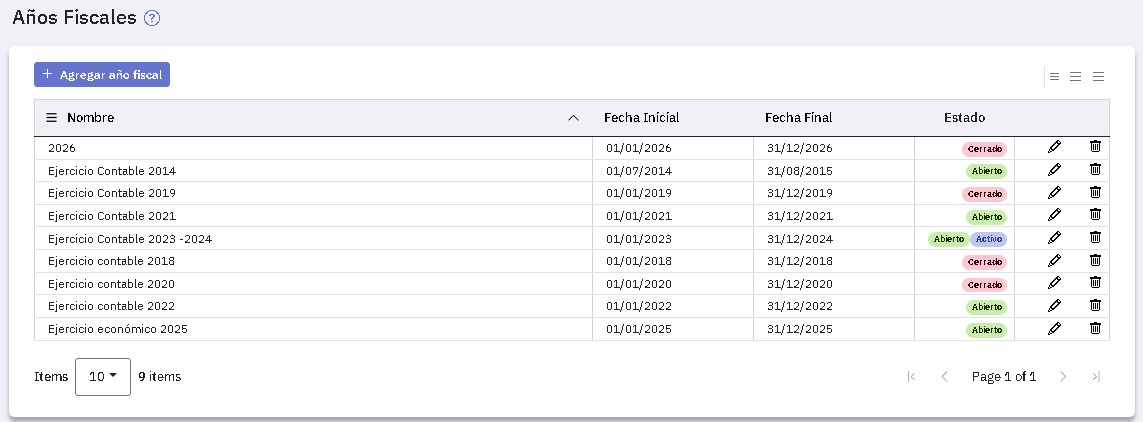 Años Fiscales ?
+ Agregar año fiscal
Nombre Fecha Inicial Fecha Final Estado
2026 01/01/2026 31/12/2026 Cerrado
Ejercicio Contable 2014 01/07/2014 31/08/2015 Abierto
Ejercicio Contable 2019 01/01/2019 31/12/2019 Cerrado
Ejercicio Contable 2021 01/01/2021 31/12/2021 Abierto
Ejercicio Contable 2023 -2024 01/01/2023 31/12/2024 Abierto Activo
Ejercicio contable 2018 01/01/2018 31/12/2018 Cerrado
Ejercicio contable 2020 01/01/2020 31/12/2020 Cerrado
Ejercicio contable 2022 01/01/2022 31/12/2022 Abierto
Ejercicio económico 2025 01/01/2025 31/12/2025 Abierto
Items 10 9 items Page 1 of 1